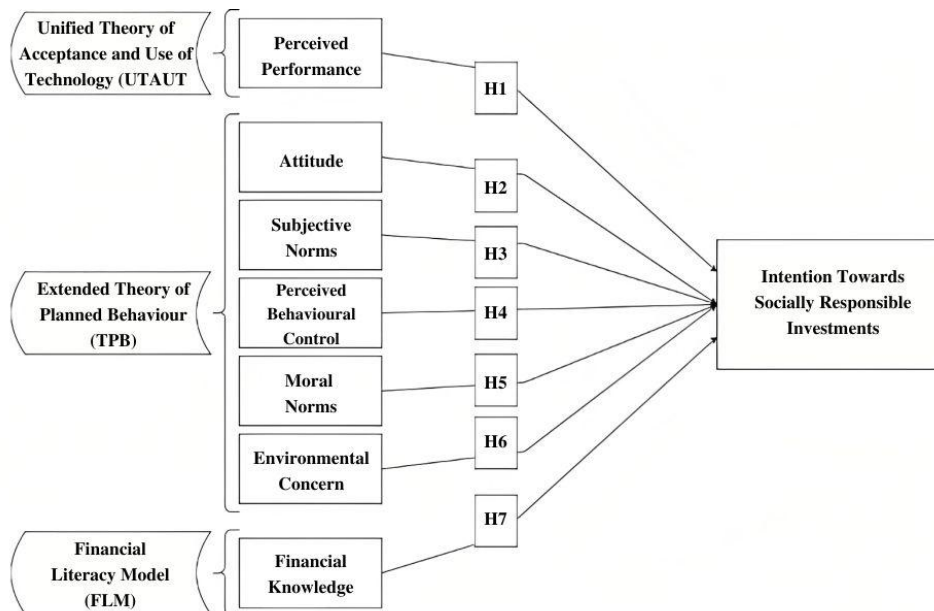 Unified Theory of
Acceptance and Use of
Technology (UTAUT
Perceived
Performance
H1
Attitude
H2
Subjective
Norms
H3
Extended Theory of
Planned Behaviour
(TPB)
Perceived
Behavioural
Control
H4
Intention Towards
Socially Responsible
Investments
Moral
Norms
H5
Environmental
Concern
H6
Financial
Literacy Model
(FLM)
Financial
Knowledge
H7